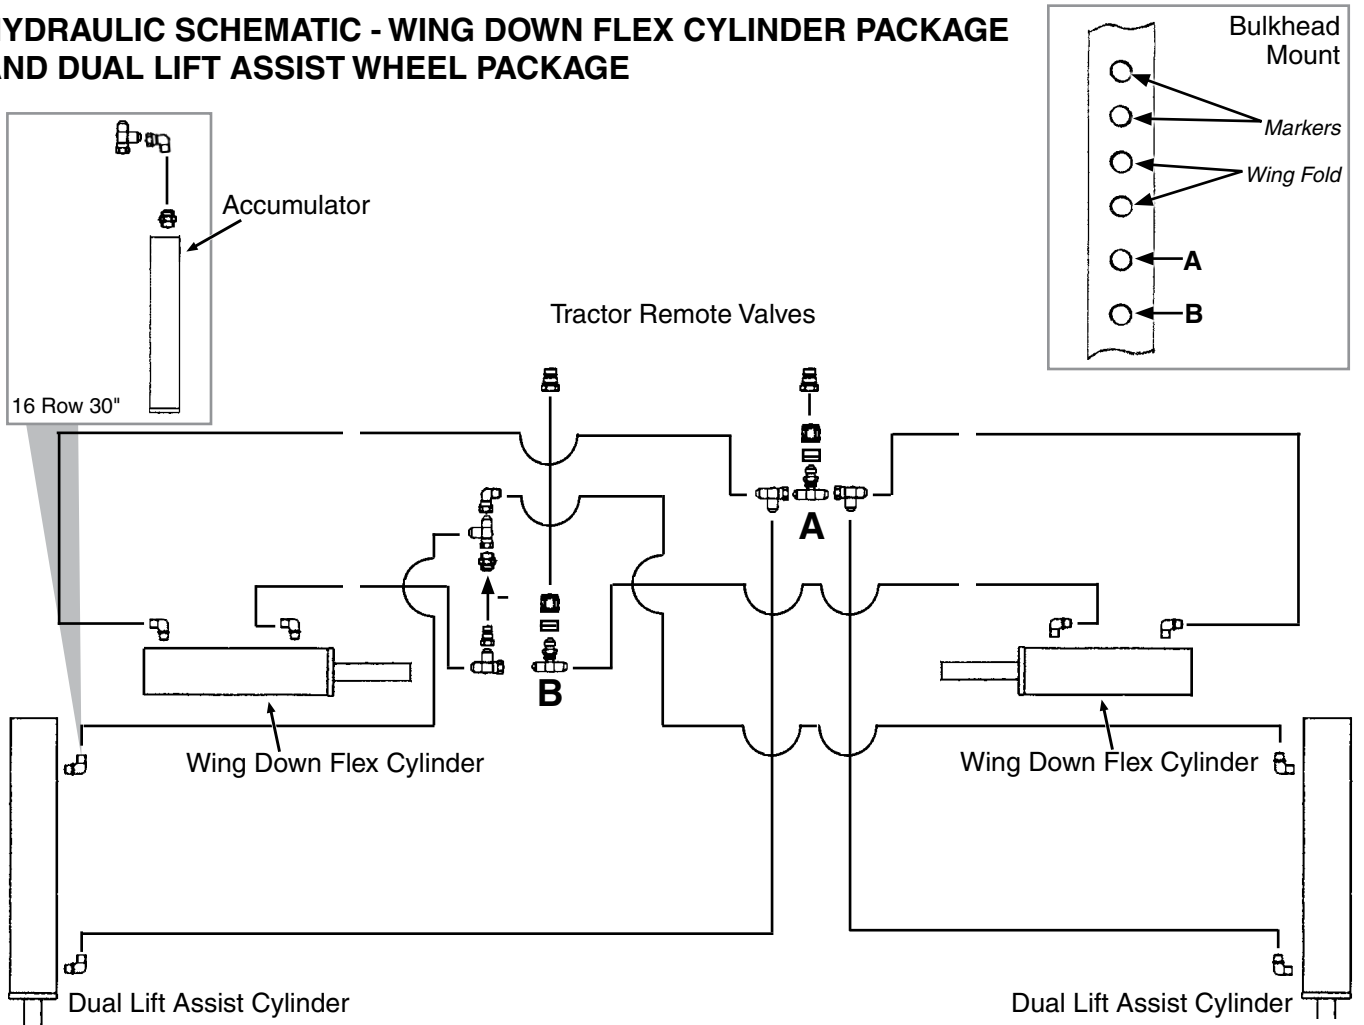 HYDRAULIC SCHEMATIC - WING DOWN FLEX CYLINDER PACKAGE
AND DUAL LIFT ASSIST WHEEL PACKAGE
Bulkhead
Mount
Markers
Wing Fold
A
B
Accumulator
16 Row 30"
Tractor Remote Valves
A
B
Wing Down Flex Cylinder
Wing Down Flex Cylinder
Dual Lift Assist Cylinder
Dual Lift Assist Cylinder